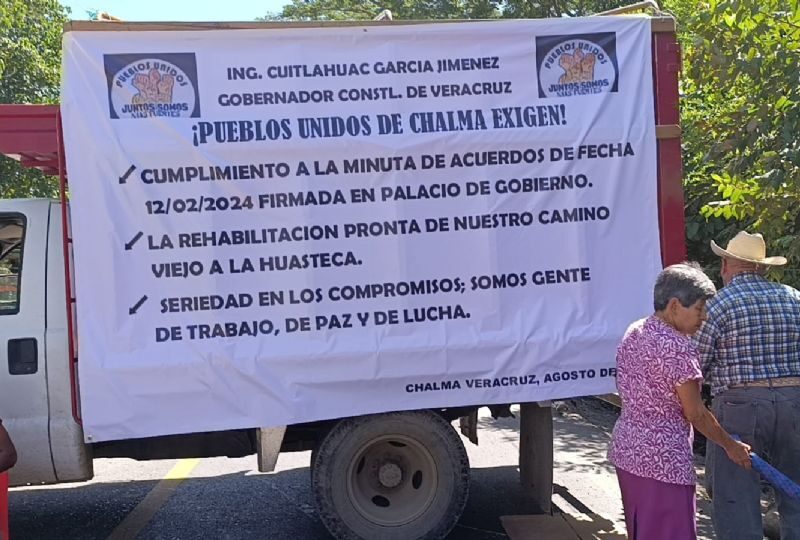 PUEBLOS UNIDOS
JUNTOS SOMOS
MAS FUERTES
PUEBLOS UNIDOS
JUNTOS SOMOS
MAS FUERTES
ING. CUITLAHUAC GARCIA JIMENEZ
GOBERNADOR CONSTL. DE VERACRUZ
¡PUEBLOS UNIDOS DE CHALMA EXIGEN!
CUMPLIMIENTO A LA MINUTA DE ACUERDOS DE FECHA
12/02/2024 FIRMADA EN PALACIO DE GOBIERNO.
LA REHABILITACION PRONTA DE NUESTRO CAMINO
VIEJO A LA HUASTECA.
SERIEDAD EN LOS COMPROMISOS; SOMOS GENTE
DE TRABAJO, DE PAZ Y DE LUCHA.
CHALMA VERACRUZ, AGOSTO DE